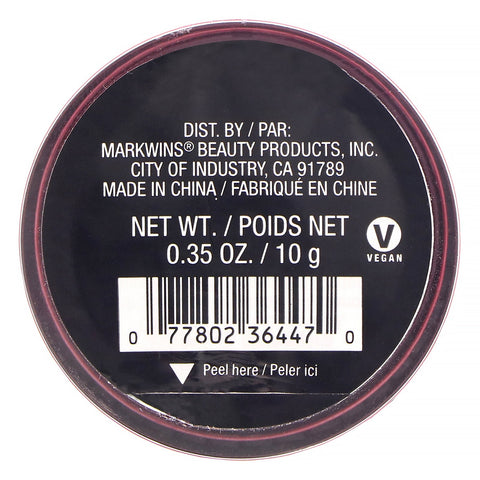 DIST. BY / PAR:
MARKWINS® BEAUTY PRODUCTS, INC.
CITY OF INDUSTRY, CA 91789
MADE IN CHINA / FABRIQUÉ EN CHINE
NET WT. / POIDS NET
0.35 OZ. / 10 g
V
VEGAN
0 77802 36447 0
Peel here / Peler ici